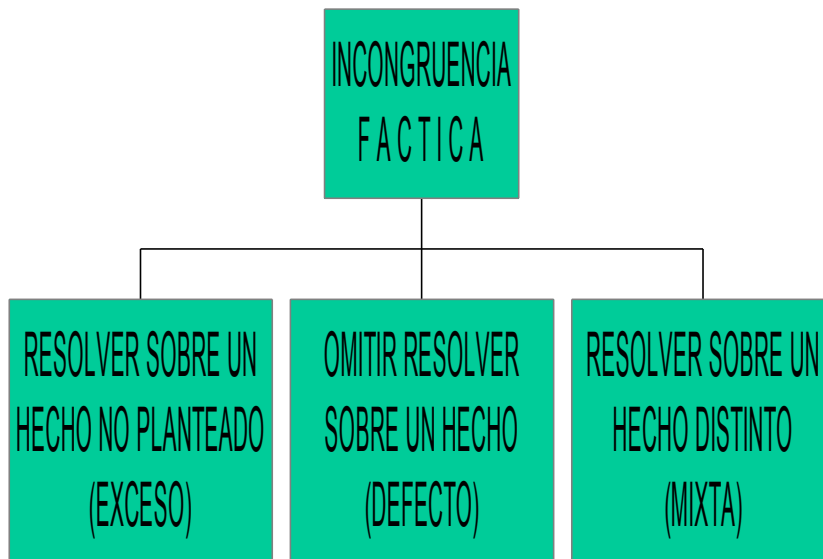 INCONGRUENCIA
F A C T I C A
RESOLVER SOBRE UN
HECHO NO PLANTEADO
(EXCESO)
OMITIR RESOLVER
SOBRE UN HECHO
(DEFECTO)
RESOLVER SOBRE UN
HECHO DISTINTO
(MIXTA)